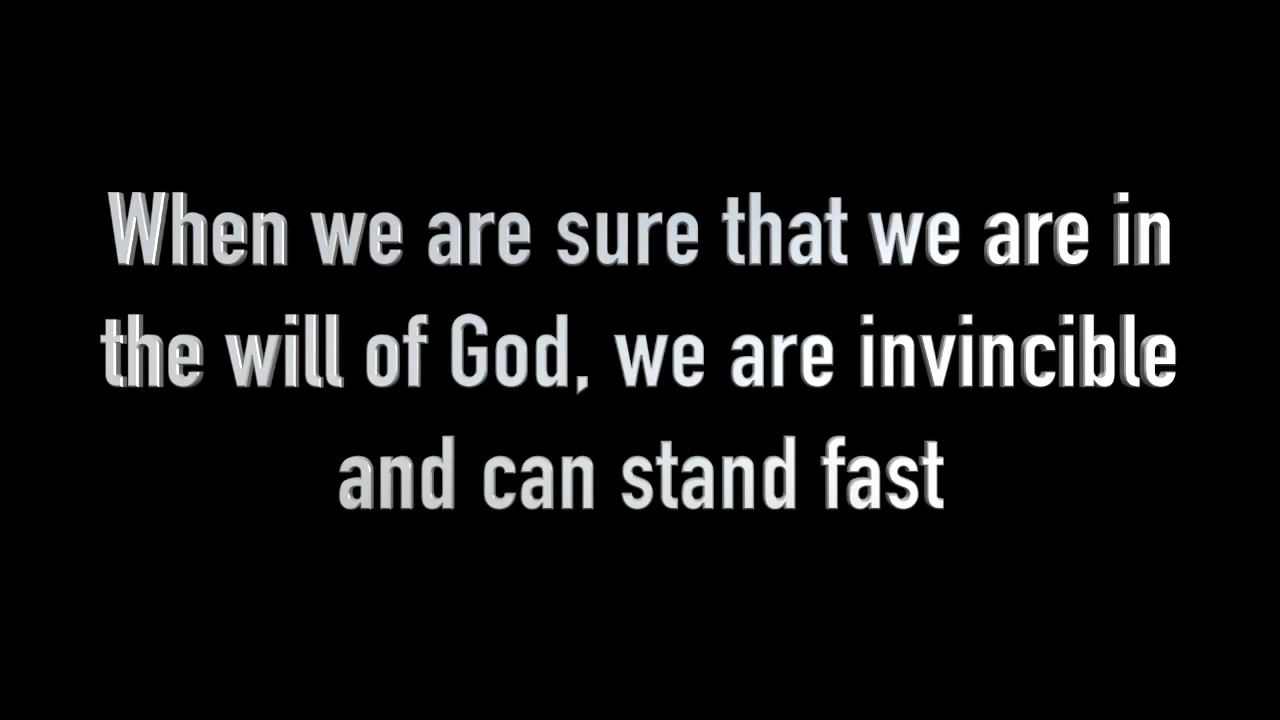 When we are sure that we are in
the will of God, we are invincible
and can stand fast